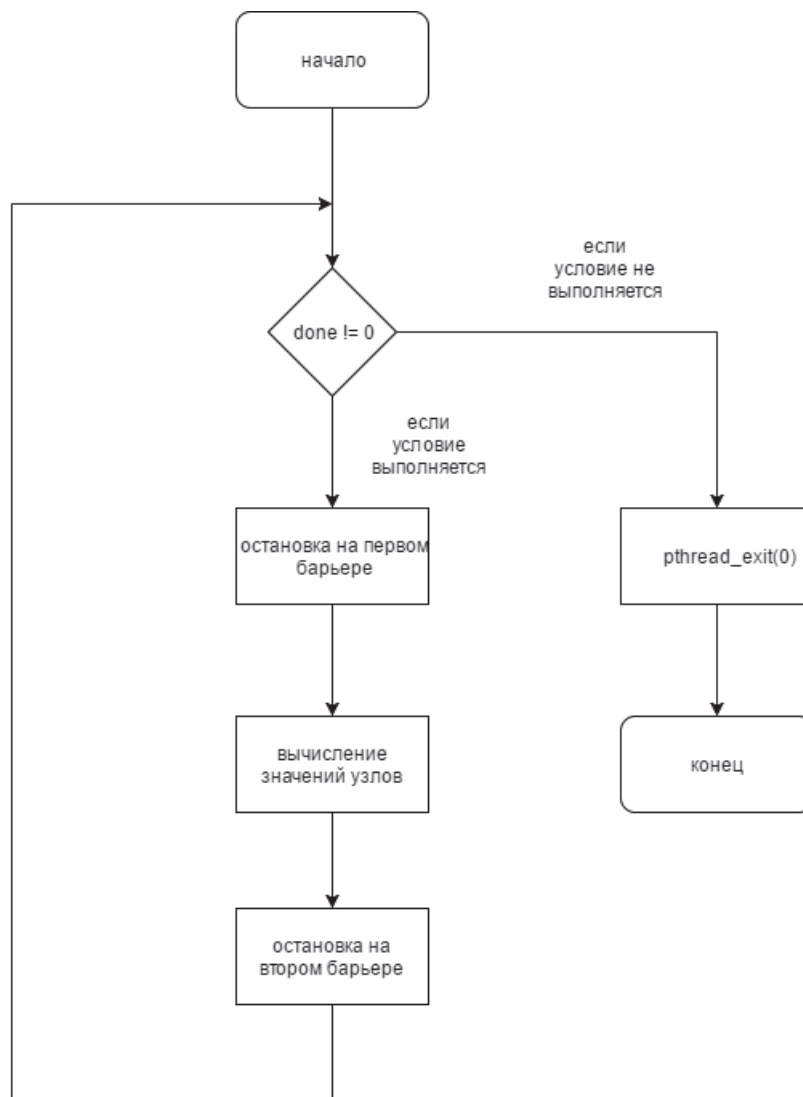 начало
если
условие не
выполняется
done != 0
если
условие
выполняется
остановка на первом
барьере
pthread_exit(0)
вычисление
значений узлов
конец
остановка на
втором барьере